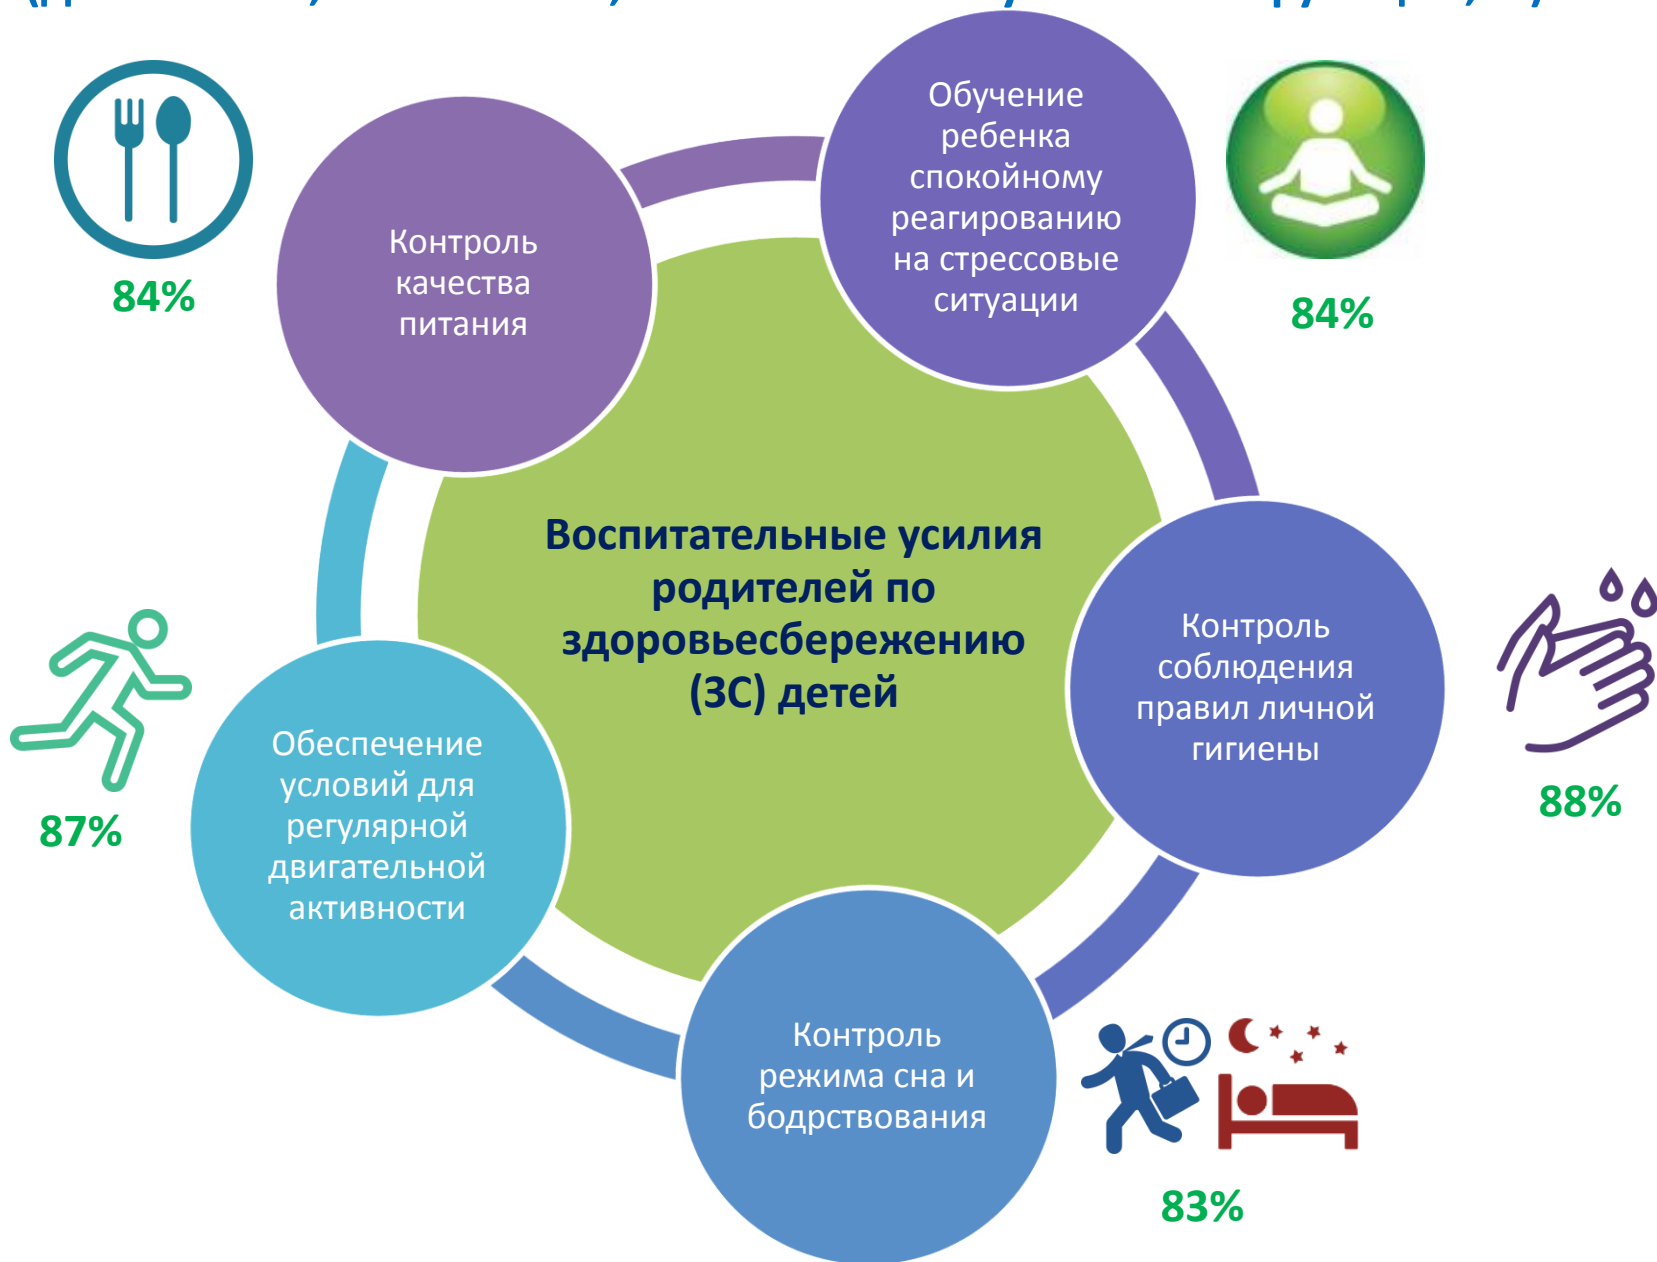 Обучение
ребенка
спокойному
реагированию
на стрессовые
ситуации
84%
Контроль
качества
питания
84%
Воспитательные усилия
родителей по
здоровьесбережению
(ЗС) детей
Контроль
соблюдения
правил личной
гигиены
88%
Обеспечение
условий для
регулярной
двигательной
активности
87%
Контроль
режима сна и
бодрствования
83%